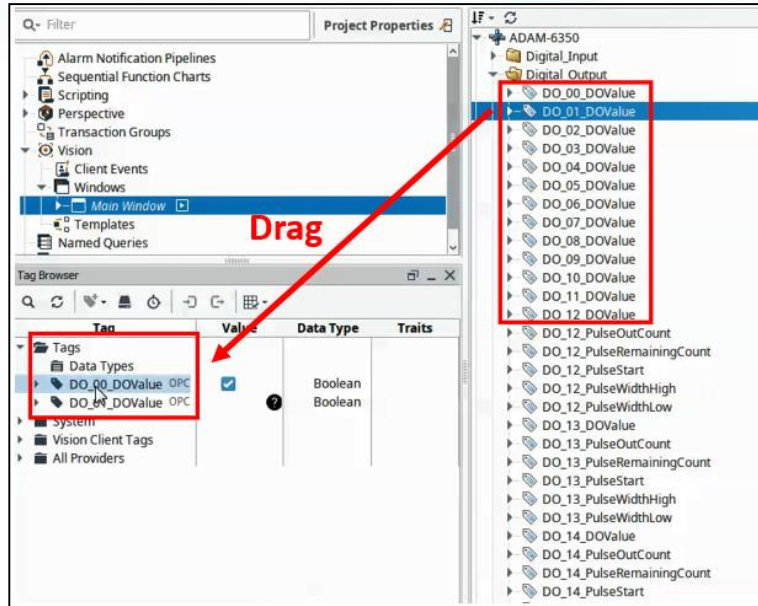 Filter
Project Properties
Alarm Notification Pipelines
Sequential Function Charts
Scripting
Perspective
Transaction Groups
Vision
Client Events
Windows
Main Window
Templates
Named Queries
Drag
Tag Browser
Tag Value Data Type Traits
Tags
Data Types
DO_00_DOValue OPC Boolean
DO_01_DOValue OPC Boolean
System
Vision Client Tags
All Providers
ADAM-6350
Digital_Input
Digital_Output
DO_00_DOValue
DO_01_DOValue
DO_02_DOValue
DO_03_DOValue
DO_04_DOValue
DO_05_DOValue
DO_06_DOValue
DO_07_DOValue
DO_08_DOValue
DO_09_DOValue
DO_10_DOValue
DO_11_DOValue
DO_12_DOValue
DO_12_PulseOutCount
DO_12_PulseRemainingCount
DO_12_PulseStart
DO_12_PulseWidthHigh
DO_12_PulseWidthLow
DO_13_DOValue
DO_13_PulseOutCount
DO_13_PulseRemainingCount
DO_13_PulseStart
DO_13_PulseWidthHigh
DO_13_PulseWidthLow
DO_14_DOValue
DO_14_PulseOutCount
DO_14_PulseRemainingCount
DO_14_PulseStart